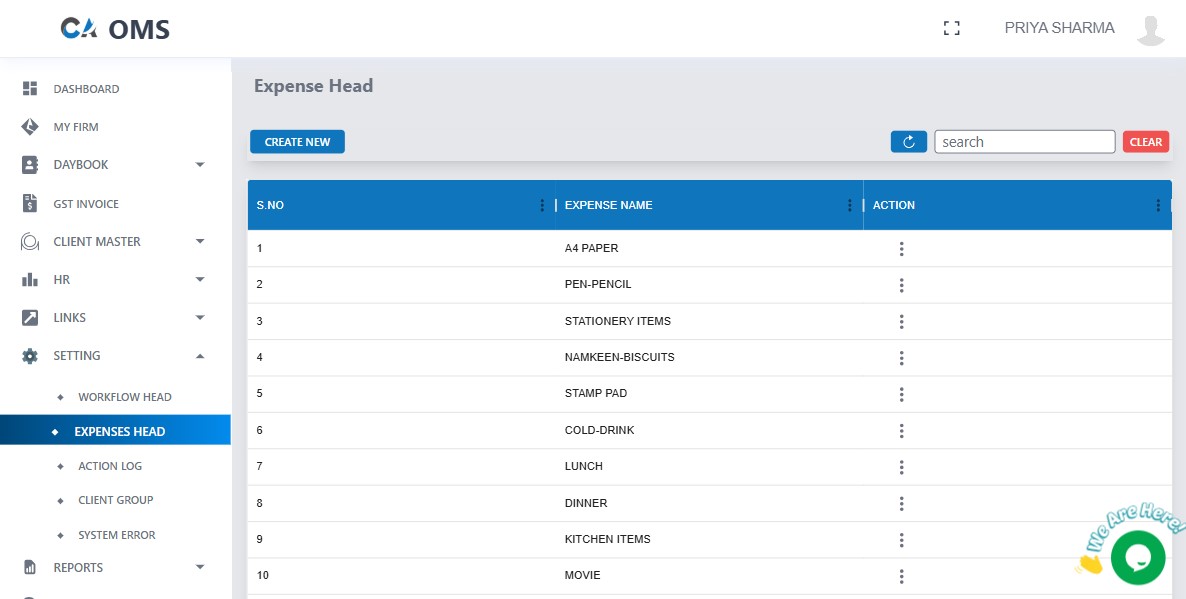 CA OMS
PRIYA SHARMA
DASHBOARD
MY FIRM
DAYBOOK
GST INVOICE
CLIENT MASTER
HR
LINKS
SETTING
WORKFLOW HEAD
EXPENSES HEAD
ACTION LOG
CLIENT GROUP
SYSTEM ERROR
REPORTS
Expense Head
CREATE NEW
search
CLEAR
S.NO EXPENSE NAME ACTION
1 A4 PAPER
2 PEN-PENCIL
3 STATIONERY ITEMS
4 NAMKEEN-BISCUITS
5 STAMP PAD
6 COLD-DRINK
7 LUNCH
8 DINNER
9 KITCHEN ITEMS
10 MOVIE
We Are Here!